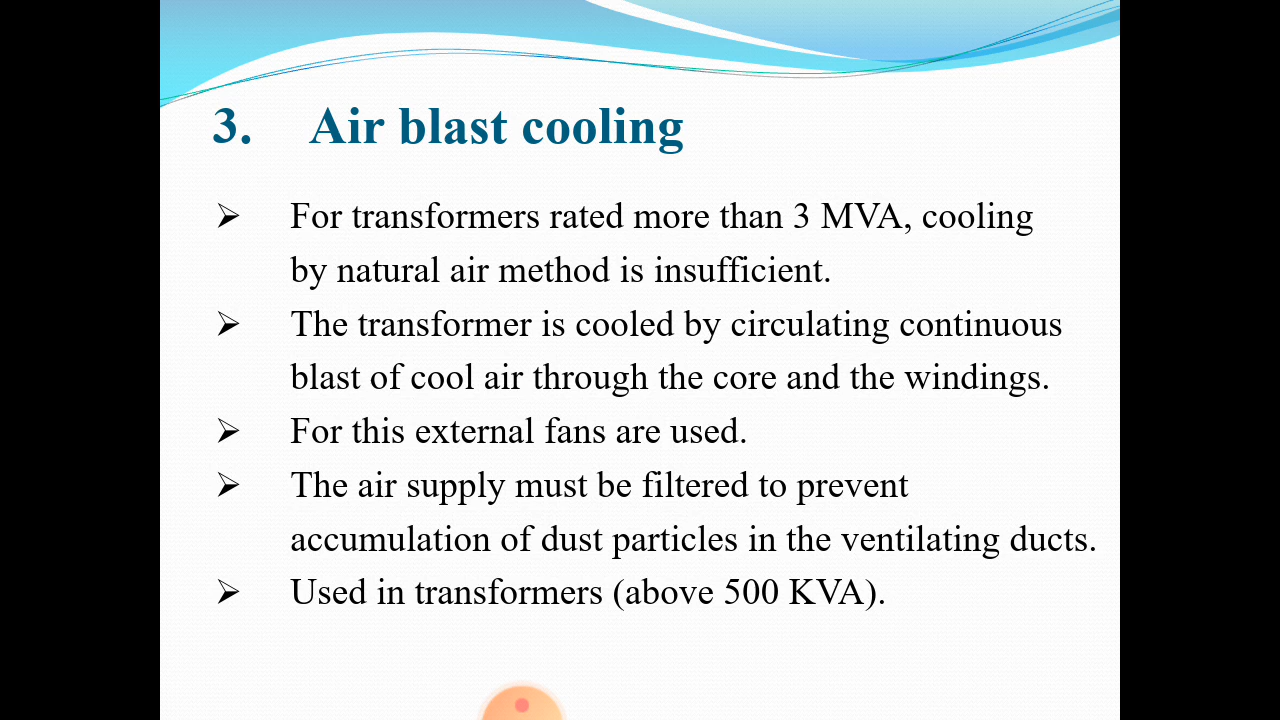 3. Air blast cooling
➢ For transformers rated more than 3 MVA, cooling
by natural air method is insufficient.
➢ The transformer is cooled by circulating continuous
blast of cool air through the core and the windings.
➢ For this external fans are used.
➢ The air supply must be filtered to prevent
accumulation of dust particles in the ventilating ducts.
➢ Used in transformers (above 500 KVA).